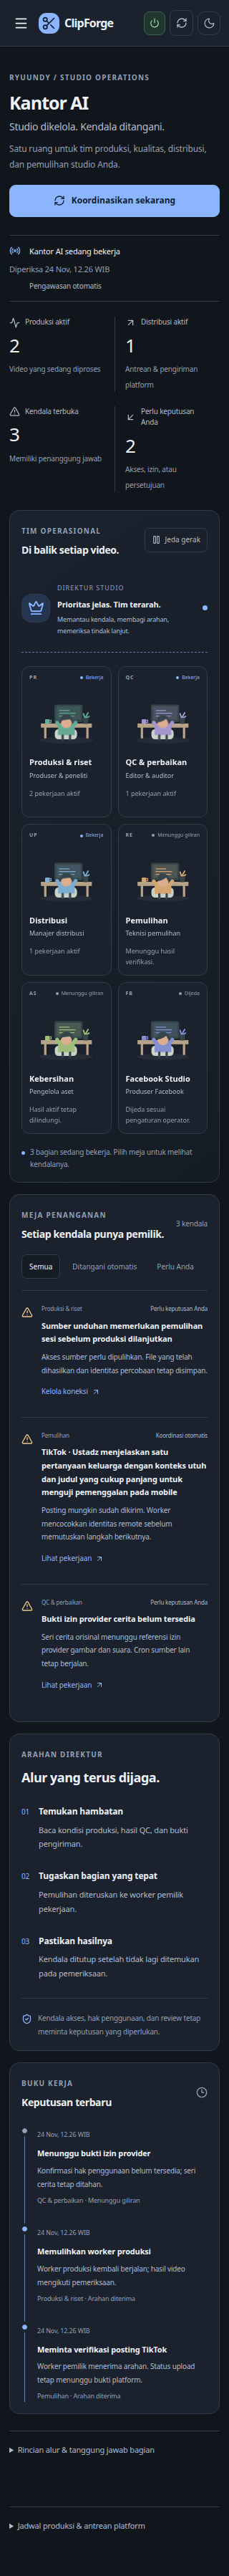 ClipForge
RYUUNDY / STUDIO OPERATIONS
Kantor AI
Studio dikelola. Kendala ditangani.
Satu ruang untuk tim produksi, kualitas, distribusi,
dan pemulihan studio Anda.
Koordinasikan sekarang
Kantor AI sedang bekerja
Diperiksa 24 Nov, 12.26 WIB
Pengawasan otomatis
Produksi aktif
2
Video yang sedang diproses
Distribusi aktif
1
Antrean & pengiriman
platform
Kendala terbuka
3
Memiliki penanggung jawab
Perlu keputusan
Anda
2
Akses, izin, atau
persetujuan
TIM OPERASIONAL
Di balik setiap video.
Jeda gerak
DIREKTUR STUDIO
Prioritas jelas. Tim terarah.
Memantau kendala, membagi arahan,
memeriksa tindak lanjut.
PR
Bekerja
Produksi & riset
Produser & peneliti
2 pekerjaan aktif
QC
Bekerja
QC & perbaikan
Editor & auditor
1 pekerjaan aktif
UP
Bekerja
Distribusi
Manajer distribusi
1 pekerjaan aktif
RE
Menunggu giliran
Pemulihan
Teknisi pemulihan
Menunggu hasil
verifikasi.
AS
Menunggu giliran
Kebersihan
Pengelola aset
Hasil aktif tetap
dilindungi.
FB
Dijeda
Facebook Studio
Produser Facebook
Dijeda sesuai
pengaturan operator.
3 bagian sedang bekerja. Pilih meja untuk melihat
kendalanya.
MEJA PENANGANAN
Setiap kendala punya pemilik.
3 kendala
Semua
Ditangani otomatis
Perlu Anda
Produksi & riset
Perlu keputusan Anda
Sumber unduhan memerlukan pemulihan
sesi sebelum produksi dilanjutkan
Akses sumber perlu dipulihkan. File yang telah
dihasilkan dan identitas percobaan tetap disimpan.
Kelola koneksi
Pemulihan
Koordinasi otomatis
TikTok · Ustadz menjelaskan satu
pertanyaan keluarga dengan konteks utuh
dan judul yang cukup panjang untuk
menguji pemenggalan pada mobile
Posting mungkin sudah dikirim. Worker
mencocokkan identitas remote sebelum
memutuskan langkah berikutnya.
Lihat pekerjaan
QC & perbaikan
Perlu keputusan Anda
Bukti izin provider cerita belum tersedia
Seri cerita orisinal menunggu referensi izin
provider gambar dan suara. Cron sumber lain
tetap berjalan.
Lihat pekerjaan
ARAHAN DIREKTUR
Alur yang terus dijaga.
01
Temukan hambatan
Baca kondisi produksi, hasil QC, dan bukti
pengiriman.
02
Tugaskan bagian yang tepat
Pemulihan diteruskan ke worker pemilik
pekerjaan.
03
Pastikan hasilnya
Kendala ditutup setelah tidak lagi ditemukan
pada pemeriksaan.
Kendala akses, hak penggunaan, dan review tetap
meminta keputusan yang diperlukan.
BUKU KERJA
Keputusan terbaru
24 Nov, 12.26 WIB
Menunggu bukti izin provider
Konfirmasi hak penggunaan belum tersedia; seri
cerita tetap ditahan.
QC & perbaikan · Menunggu giliran
24 Nov, 12.26 WIB
Memulihkan worker produksi
Worker produksi kembali berjalan; hasil video
mengikuti pemeriksaan.
Produksi & riset · Arahan diterima
24 Nov, 12.26 WIB
Meminta verifikasi posting TikTok
Worker pemilik menerima arahan. Status upload
tetap menunggu bukti platform.
Pemulihan · Arahan diterima
Rincian alur & tanggung jawab bagian
Jadwal produksi & antrean platform